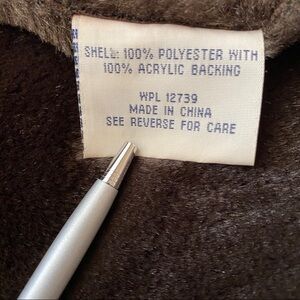 SHELL: 100% POLYESTER WITH
100% ACRYLIC BACKING
WPL 12739
MADE IN CHINA
SEE REVERSE FOR CARE